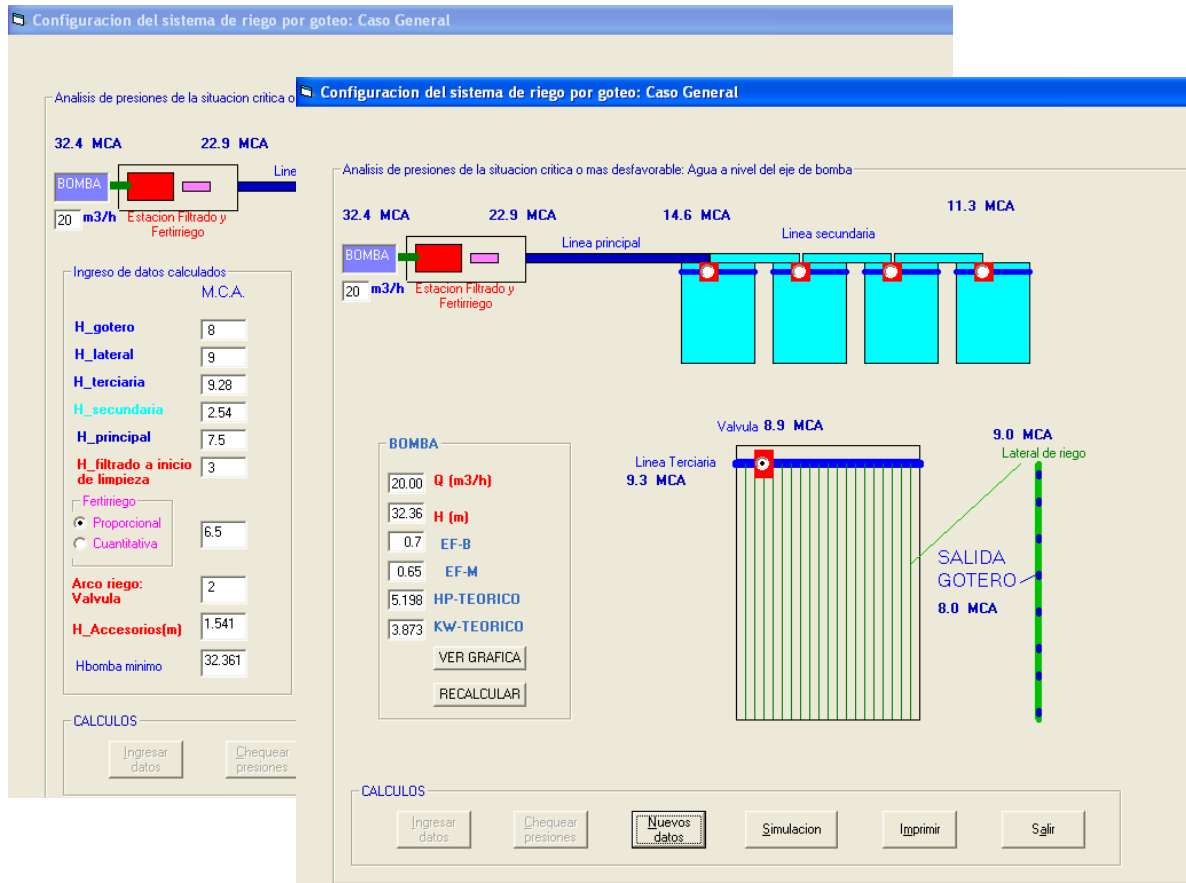 Configuracion del sistema de riego por goteo: Caso General
Analisis de presiones de la situacion critica o
32.4 MCA
22.9 MCA
Line
BOMBA
20 m3/h
Estacion Filtrado y
Fertirriego
Ingreso de datos calculados
M.C.A.
H_gotero 8
H_lateral 9
H_terciaria 9.28
H_secundaria 2.54
H_principal 7.5
H_filtrado a inicio 3
de limpieza
Fertirriego
Proporcional 6.5
Cuantitativa
Arco riego: 2
Valvula
H_Accesorios(m) 1.541
Hbomba minimo 32.361
CALCULOS
Ingresar
datos
Chequear
presiones
Configuracion del sistema de riego por goteo: Caso General
Analisis de presiones de la situacion critica o mas desfavorable: Agua a nivel del eje de bomba
32.4 MCA
22.9 MCA
14.6 MCA
11.3 MCA
Linea principal
Linea secundaria
BOMBA
20 m3/h
Estacion Filtrado y
Fertirriego
BOMBA
20.00 Q (m3/h)
32.36 H (m)
0.7 EF-B
0.65 EF-M
5.198 HP-TEORICO
3.873 KW-TEORICO
VER GRAFICA
RECALCULAR
Valvula 8.9 MCA
Linea Terciaria
9.3 MCA
9.0 MCA
Lateral de riego
SALIDA
GOTERO
8.0 MCA
CALCULOS
Ingresar
datos
Chequear
presiones
Nuevos
datos
Simulacion
Imprimir
Salir